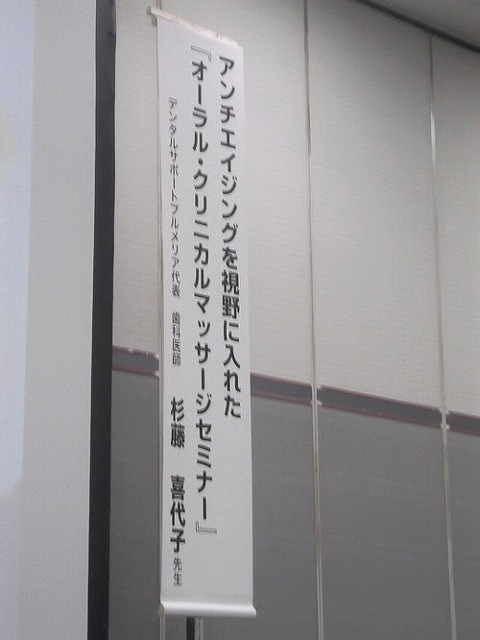 アンチエイジングを視野に入れた
『オーラル・クリニカルマッサージセミナー』
デンタルサポートフルメリア代表 歯科医師 杉藤 喜代子先生